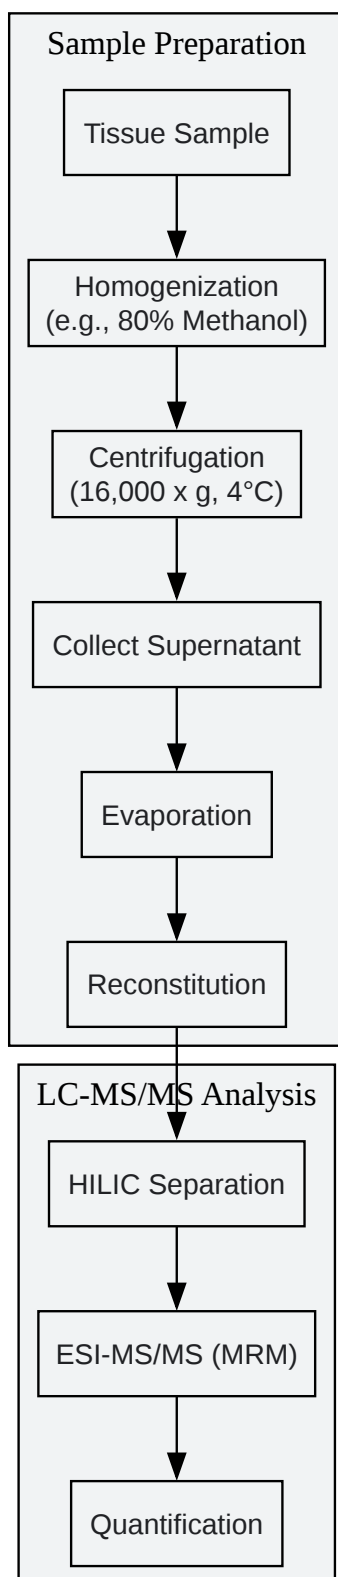 Sample Preparation
Tissue Sample
Homogenization
(e.g., 80% Methanol)
Centrifugation
(16,000 x g, 4°C)
Collect Supernatant
Evaporation
Reconstitution
LC-MS/MS Analysis
HILIC Separation
ESI-MS/MS (MRM)
Quantification